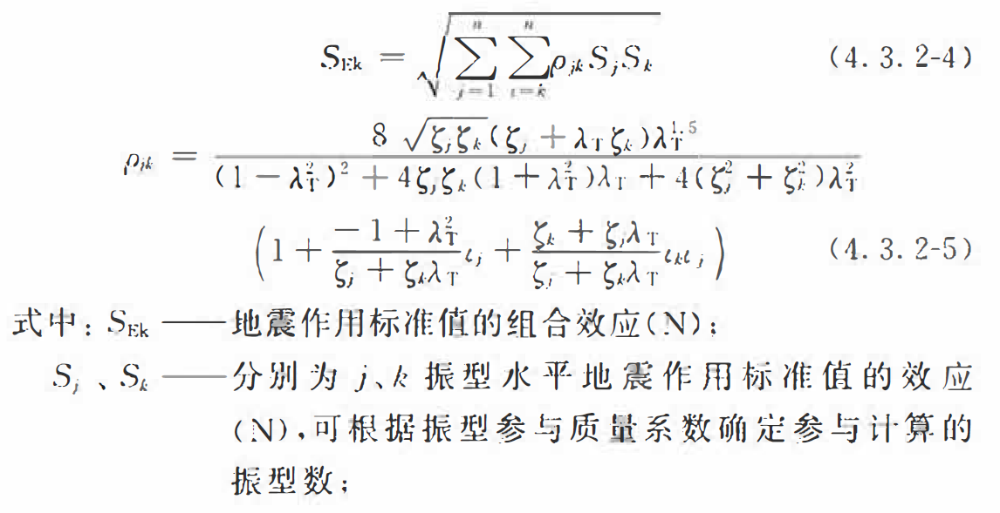 S_Ek = √(∑_{j=1}^{n} ∑_{i=k}^{n} ρ_jk S_j S_k) (4.3.2-4)
ρ_jk = 8 √(ζ_j ζ_k) (ζ_j + λ_T ζ_k) λ_T^{1.5} / ((1 − λ_T^2)^2 + 4ζ_j ζ_k (1 + λ_T^2) λ_T + 4(ζ_j^2 + ζ_k^2) λ_T^2)
(1 + (−1 + λ_T^2)/(ζ_j + ζ_k λ_T) ι_j + (ζ_k + ζ_j λ_T)/(ζ_j + ζ_k λ_T) ι_k ι_j) (4.3.2-5)
式中：S_Ek ——地震作用标准值的组合效应(N)；
S_j 、S_k ——分别为 j、k 振型水平地震作用标准值的效应
(N)，可根据振型参与质量系数确定参与计算的
振型数；